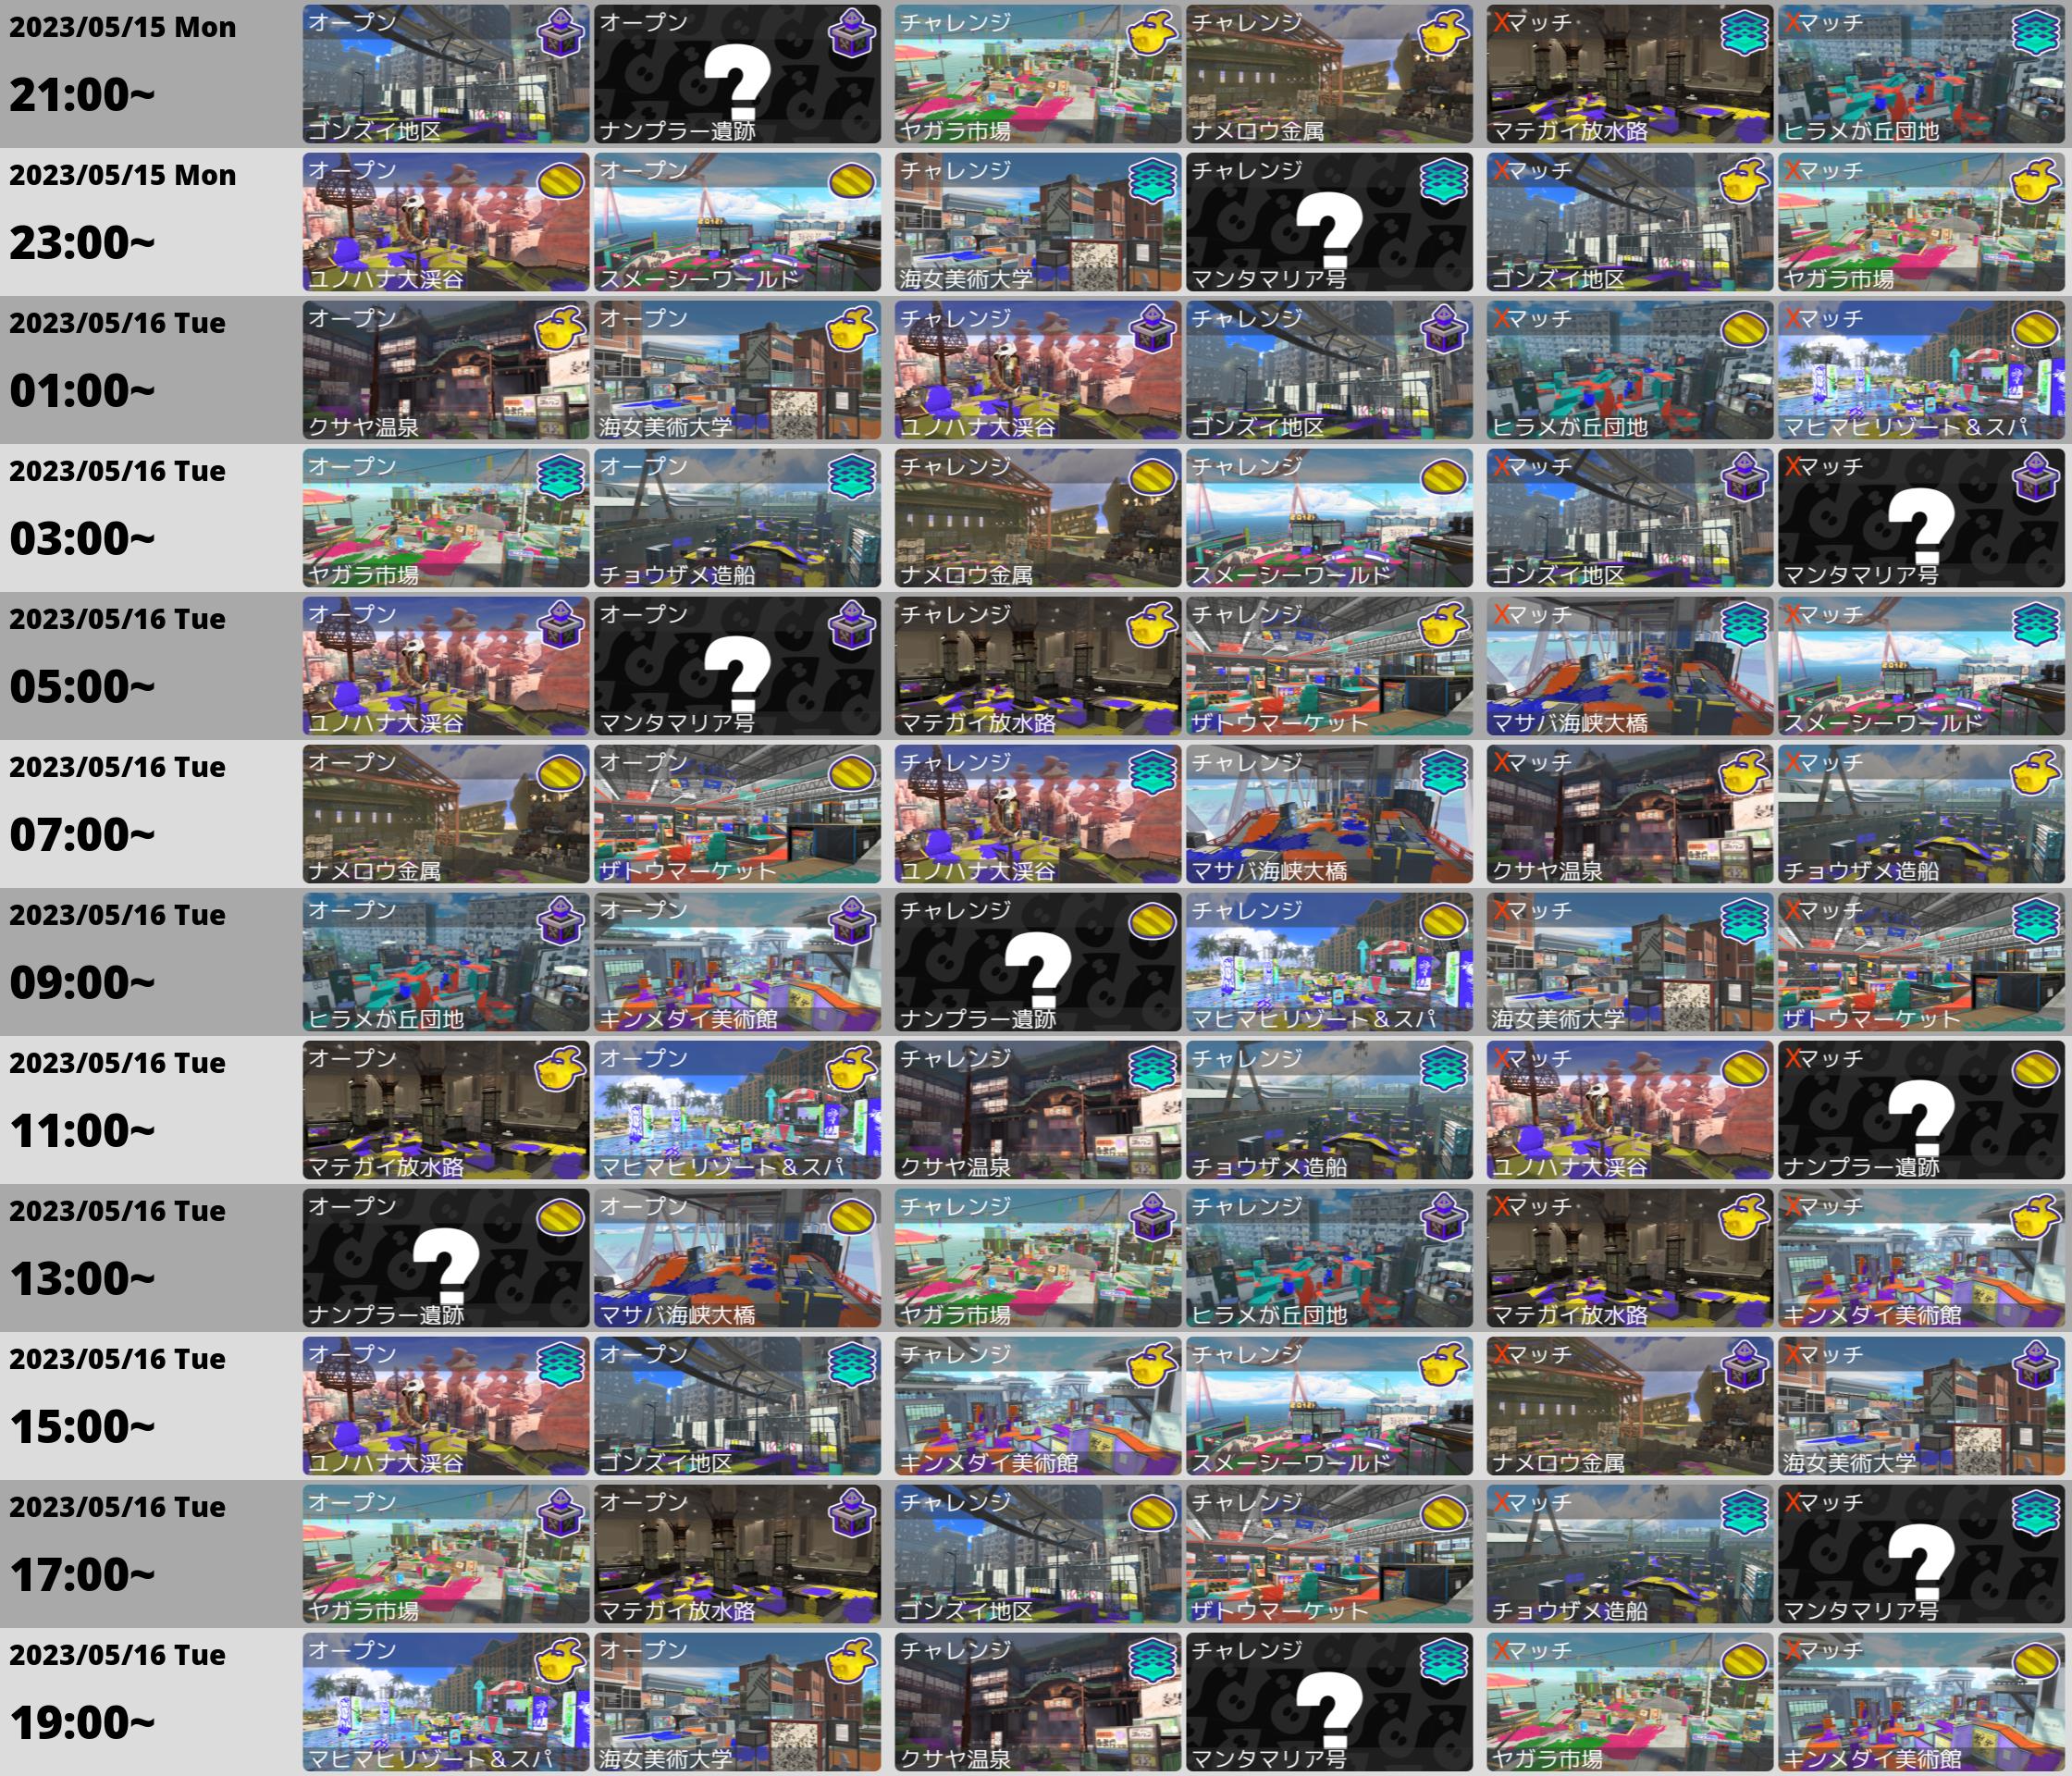 2023/05/15 Mon
21:00~
オープン
ゴンズイ地区
オープン
ナンプラー遺跡
チャレンジ
ヤガラ市場
チャレンジ
ナメロウ金属
Xマッチ
マテガイ放水路
Xマッチ
ヒラメが丘団地
2023/05/15 Mon
23:00~
オープン
ユノハナ大渓谷
オープン
スメーシーワールド
チャレンジ
海女美術大学
チャレンジ
マンタマリア号
Xマッチ
ゴンズイ地区
Xマッチ
ヤガラ市場
2023/05/16 Tue
01:00~
オープン
クサヤ温泉
オープン
海女美術大学
チャレンジ
ユノハナ大渓谷
チャレンジ
ゴンズイ地区
Xマッチ
ヒラメが丘団地
Xマッチ
マヒマヒリゾート&スパ
2023/05/16 Tue
03:00~
オープン
ヤガラ市場
オープン
チョウザメ造船
チャレンジ
ナメロウ金属
チャレンジ
スメーシーワールド
Xマッチ
ゴンズイ地区
Xマッチ
マンタマリア号
2023/05/16 Tue
05:00~
オープン
ユノハナ大渓谷
オープン
マンタマリア号
チャレンジ
マテガイ放水路
チャレンジ
ザトウマーケット
Xマッチ
マサバ海峡大橋
Xマッチ
スメーシーワールド
2023/05/16 Tue
07:00~
オープン
ナメロウ金属
オープン
ザトウマーケット
チャレンジ
ユノハナ大渓谷
チャレンジ
マサバ海峡大橋
Xマッチ
クサヤ温泉
Xマッチ
チョウザメ造船
2023/05/16 Tue
09:00~
オープン
ヒラメが丘団地
オープン
キンメダイ美術館
チャレンジ
ナンプラー遺跡
チャレンジ
マヒマヒリゾート&スパ
Xマッチ
海女美術大学
Xマッチ
ザトウマーケット
2023/05/16 Tue
11:00~
オープン
マテガイ放水路
オープン
マヒマヒリゾート&スパ
チャレンジ
クサヤ温泉
チャレンジ
チョウザメ造船
Xマッチ
ユノハナ大渓谷
Xマッチ
ナンプラー遺跡
2023/05/16 Tue
13:00~
オープン
ナンプラー遺跡
オープン
マサバ海峡大橋
チャレンジ
ヤガラ市場
チャレンジ
ヒラメが丘団地
Xマッチ
マテガイ放水路
Xマッチ
キンメダイ美術館
2023/05/16 Tue
15:00~
オープン
ユノハナ大渓谷
オープン
ゴンズイ地区
チャレンジ
キンメダイ美術館
チャレンジ
スメーシーワールド
Xマッチ
ナメロウ金属
Xマッチ
海女美術大学
2023/05/16 Tue
17:00~
オープン
ヤガラ市場
オープン
マテガイ放水路
チャレンジ
ゴンズイ地区
チャレンジ
ザトウマーケット
Xマッチ
チョウザメ造船
Xマッチ
マンタマリア号
2023/05/16 Tue
19:00~
オープン
マヒマヒリゾート&スパ
オープン
海女美術大学
チャレンジ
クサヤ温泉
チャレンジ
マンタマリア号
Xマッチ
ヤガラ市場
Xマッチ
キンメダイ美術館